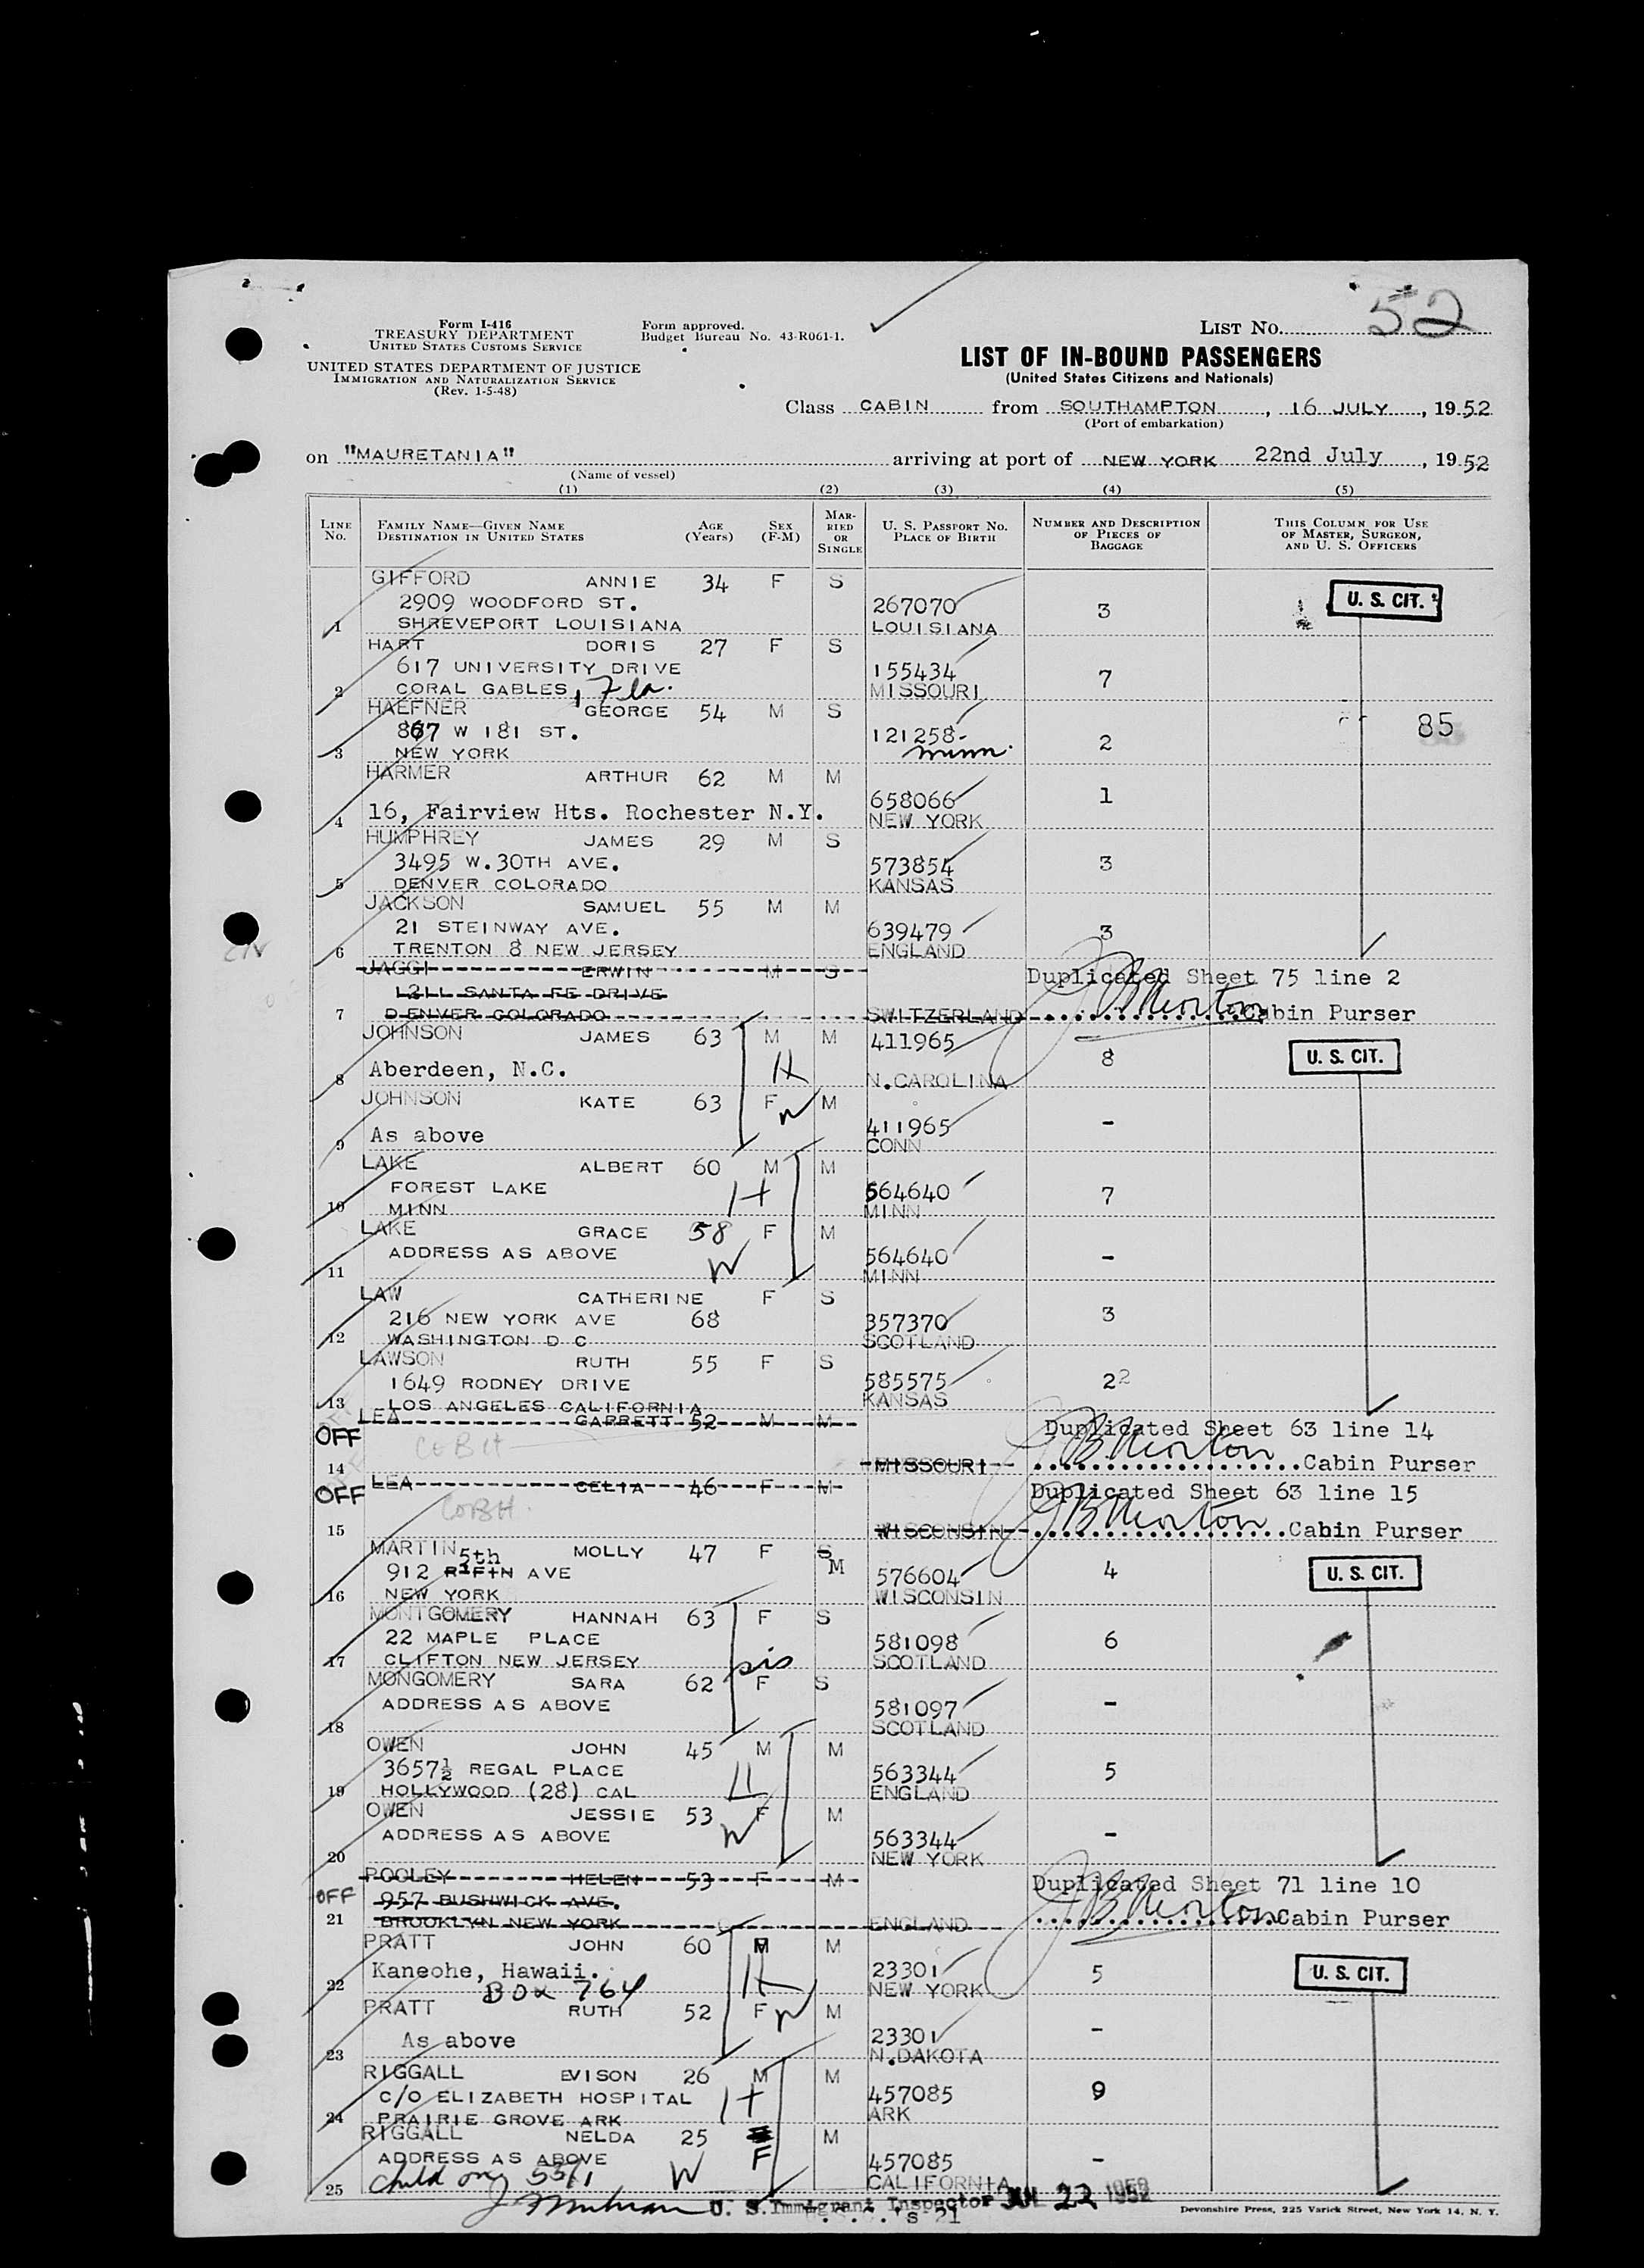 52
Form I-416
TREASURY DEPARTMENT
UNITED STATES CUSTOMS SERVICE
UNITED STATES DEPARTMENT OF JUSTICE
IMMIGRATION AND NATURALIZATION SERVICE
(Rev. 1-5-48)
Form approved.
Budget Bureau No. 43-R061-1.
LIST NO.
LIST OF IN-BOUND PASSENGERS
(United States Citizens and Nationals)
Class CABIN from SOUTHAMPTON, 16 JULY, 1952
(Port of embarkation)
on "MAURETANIA" arriving at port of NEW YORK 22nd July, 1952
(Name of vessel)
(1) (2) (3) (4) (5)
LINE No. FAMILY NAME—GIVEN NAME DESTINATION IN UNITED STATES AGE (Years) SEX (F-M) MARRIED OR SINGLE U. S. PASSPORT NO. PLACE OF BIRTH NUMBER AND DESCRIPTION OF PIECES OF BAGGAGE THIS COLUMN FOR USE OF MASTER, SURGEON, AND U. S. OFFICERS
GIFFORD ANNIE 34 F S
2909 WOODFORD ST. 267070 3 U. S. CIT.
1 SHREVEPORT LOUISIANA LOUISIANA
HART DORIS 27 F S
617 UNIVERSITY DRIVE 155434 7
2 CORAL GABLES, Fla. MISSOURI
HAEFNER GEORGE 54 M S
867 W 181 ST. 121258 2 85
3 NEW YORK Minn.
HARMER ARTHUR 62 M M
658066 1
4 16, Fairview Hts. Rochester N.Y. NEW YORK
HUMPHREY JAMES 29 M S
3495 W.30TH AVE. 573854 3
5 DENVER COLORADO KANSAS
JACKSON SAMUEL 55 M M
21 STEINWAY AVE. 639479 3
6 TRENTON 8 NEW JERSEY ENGLAND
JAGGI ERWIN M S Duplicated Sheet 75 line 2
1211 SANTA FE DRIVE
7 DENVER COLORADO SWITZERLAND Cabin Purser
JOHNSON JAMES 63 M M 411965
8 Aberdeen, N.C. H N.CAROLINA 8 U. S. CIT.
JOHNSON KATE 63 F W M
411965 -
9 As above CONN
LAKE ALBERT 60 M M
FOREST LAKE H 564640 7
10 MINN MINN
LAKE GRACE 58 F M
ADDRESS AS ABOVE W 564640 -
11 MINN
LAW CATHERINE F S
216 NEW YORK AVE 68 357370 3
12 WASHINGTON D C SCOTLAND
LAWSON RUTH 55 F S
1649 RODNEY DRIVE 585575 22
13 LOS ANGELES CALIFORNIA KANSAS
LEA GARRETT 52 M M Duplicated Sheet 63 line 14
OFF COBH
14 MISSOURI Cabin Purser
LEA CELIA 46 F M Duplicated Sheet 63 line 15
OFF COBH
15 WISCONSIN Cabin Purser
MARTIN MOLLY 47 F S M
912 5th AVE 576604 4 U. S. CIT.
16 NEW YORK WISCONSIN
MONTGOMERY HANNAH 63 F S
22 MAPLE PLACE 581098 6
17 CLIFTON NEW JERSEY sis SCOTLAND
MONGOMERY SARA 62 F S
ADDRESS AS ABOVE 581097 -
18 SCOTLAND
OWEN JOHN 45 M M
3657½ REGAL PLACE H 563344 5
19 HOLLYWOOD (28) CAL ENGLAND
OWEN JESSIE 53 F M
ADDRESS AS ABOVE W 563344 -
20 NEW YORK
POOLEY HELEN 53 F M Duplicated Sheet 71 line 10
OFF 957 BUSHWICK AVE.
21 BROOKLYN NEW YORK ENGLAND Cabin Purser
PRATT JOHN 60 M M
Kaneohe, Hawaii. H 23301 5 U. S. CIT.
22 BOX 764 NEW YORK
PRATT RUTH 52 F W M
As above 23301 -
23 N.DAKOTA
RIGGALL EVISON 26 M M
C/O ELIZABETH HOSPITAL H 457085 9
24 PRAIRIE GROVE ARK ARK
RIGGALL NELDA 25 F M
ADDRESS AS ABOVE W 457085 -
25 Child on 53/1 CALIFORNIA
U. S. Immigrant Inspector JUL 22 1952
Devonshire Press, 225 Varick Street, New York 14, N. Y.